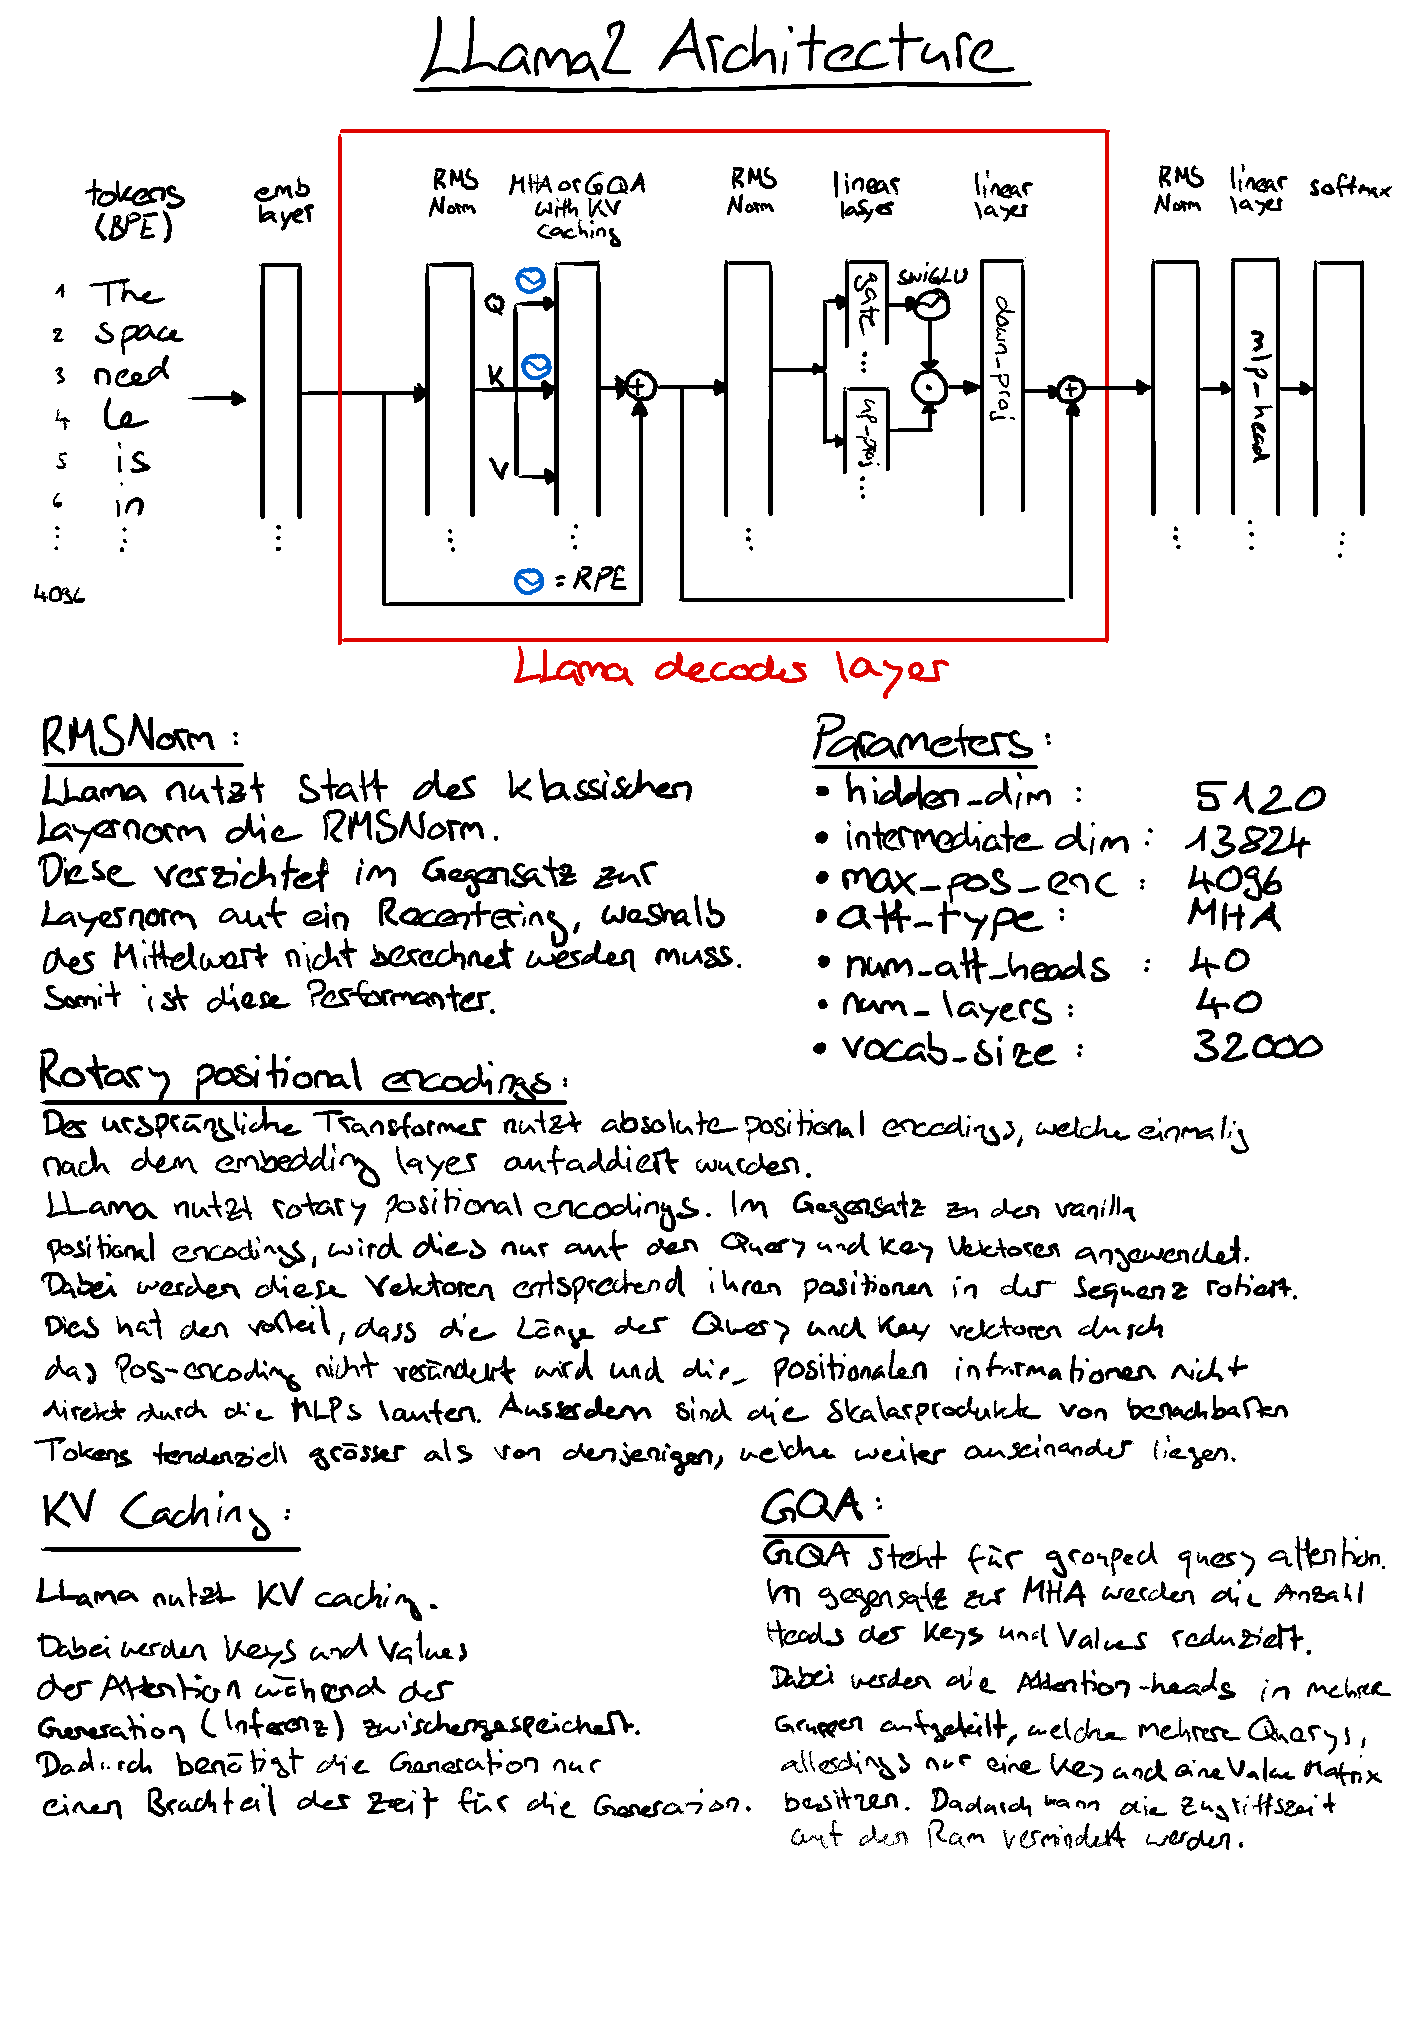 LLama2 Architecture
tokens
(BPE)
emb
layer
RMS
Norm
MHA or GQA
with KV
caching
RMS
Norm
linear
layer
linear
layer
RMS
Norm
linear
layer
softmax
1 The
2 space
3 need
4 le
5 is
6 in
4096
Q
K
V
= RPE
gate
up-proj
SwiGLU
down_proj
mlp-head
LLama decoder layer
RMSNorm:
LLama nutzt statt des klassischen
Layernorm die RMSNorm.
Diese verzichtet im Gegensatz zur
Layernorm auf ein Recentering, weshalb
der Mittelwert nicht berechnet werden muss.
Somit ist diese Performanter.
Parameters:
• hidden_dim : 5120
• intermediate dim : 13824
• max_pos_enc : 4096
• att_type : MHA
• num_att_heads : 40
• num_layers : 40
• vocab_size : 32000
Rotary positional encodings:
Der ursprüngliche Transformer nutzt absolute positional encodings, welche einmalig
nach dem embedding layer aufaddiert wurden.
LLama nutzt rotary positional encodings. Im Gegensatz zu den vanilla
positional encodings, wird dies nur auf den Query und Key Vektoren angewendet.
Dabei werden diese Vektoren entsprechend ihren positionen in der Sequenz rotiert.
Dies hat den vorteil, dass die Länge der Query und Key vektoren durch
das Pos-encoding nicht verändert wird und die positionalen informationen nicht
direkt durch die MLPs laufen. Ausserdem sind die Skalarprodukte von benachbarten
Tokens tendenziell grösser als von denjenigen, welche weiter auseinander liegen.
KV Caching:
LLama nutzt KV caching.
Dabei werden Keys und Values
der Attention während der
Generation (Inferenz) zwischengespeichert.
Dadurch benötigt die Generation nur
einen Bruchteil der Zeit für die Generation.
GQA:
GQA steht für grouped query attention.
Im gegensatz zur MHA werden die Anzahl
Heads der Keys und Values reduziert.
Dabei werden die Attention-heads in mehrere
Gruppen aufgeteilt, welche mehrere Querys,
allerdings nur eine Key und eine Value Matrix
besitzen. Dadurch kann die Zugriffszeit
auf den Ram vermindert werden.